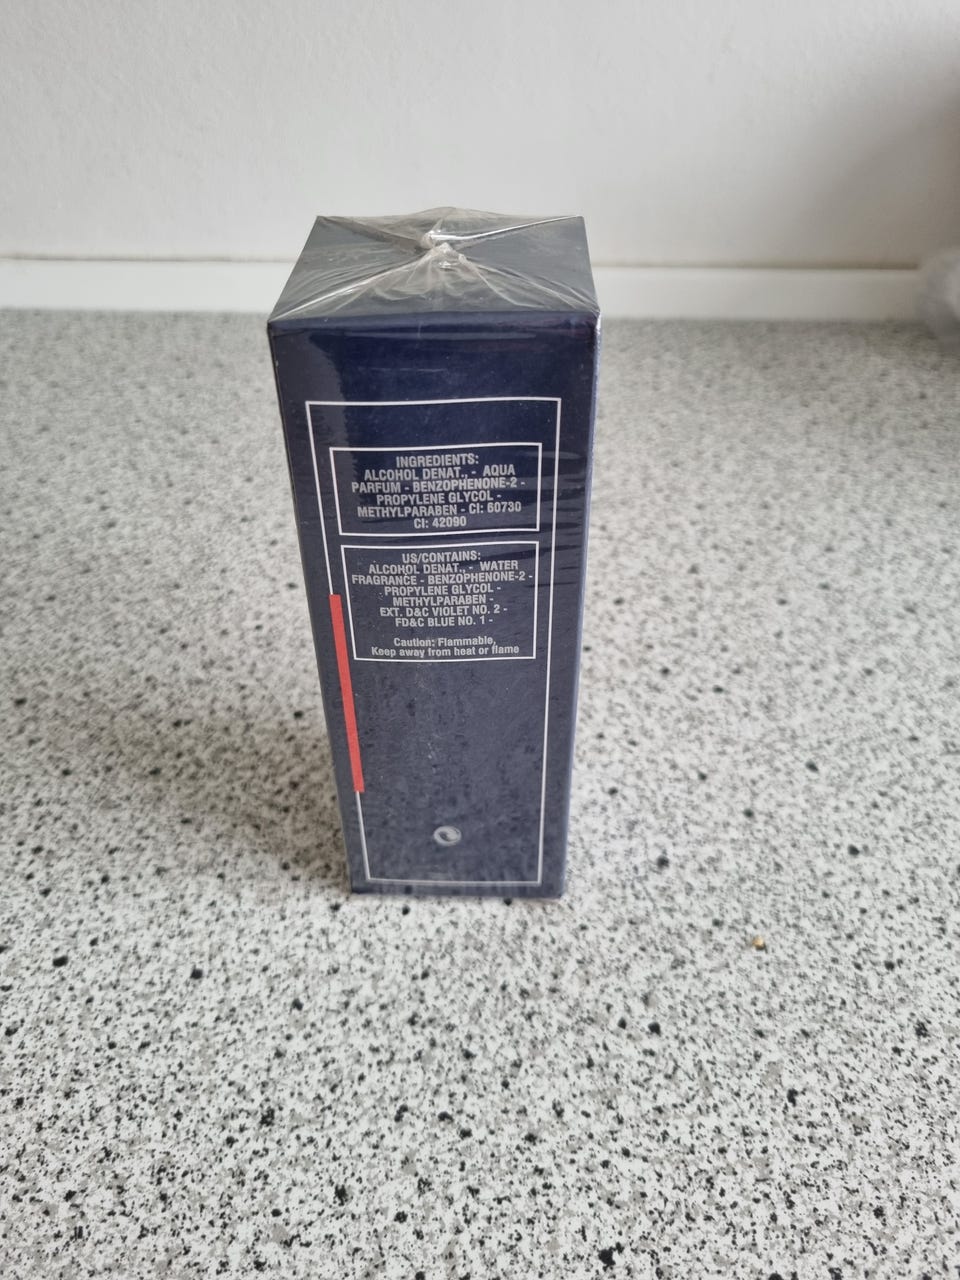 INGREDIENTS:
ALCOHOL DENAT., - AQUA
PARFUM - BENZOPHENONE-2 -
PROPYLENE GLYCOL -
METHYLPARABEN - CI: 60730
CI: 42090
US/CONTAINS:
ALCOHOL DENAT., - WATER
FRAGRANCE - BENZOPHENONE-2 -
PROPYLENE GLYCOL -
METHYLPARABEN -
EXT. D&C VIOLET NO. 2 -
FD&C BLUE NO. 1 -
Caution: Flammable,
Keep away from heat or flame